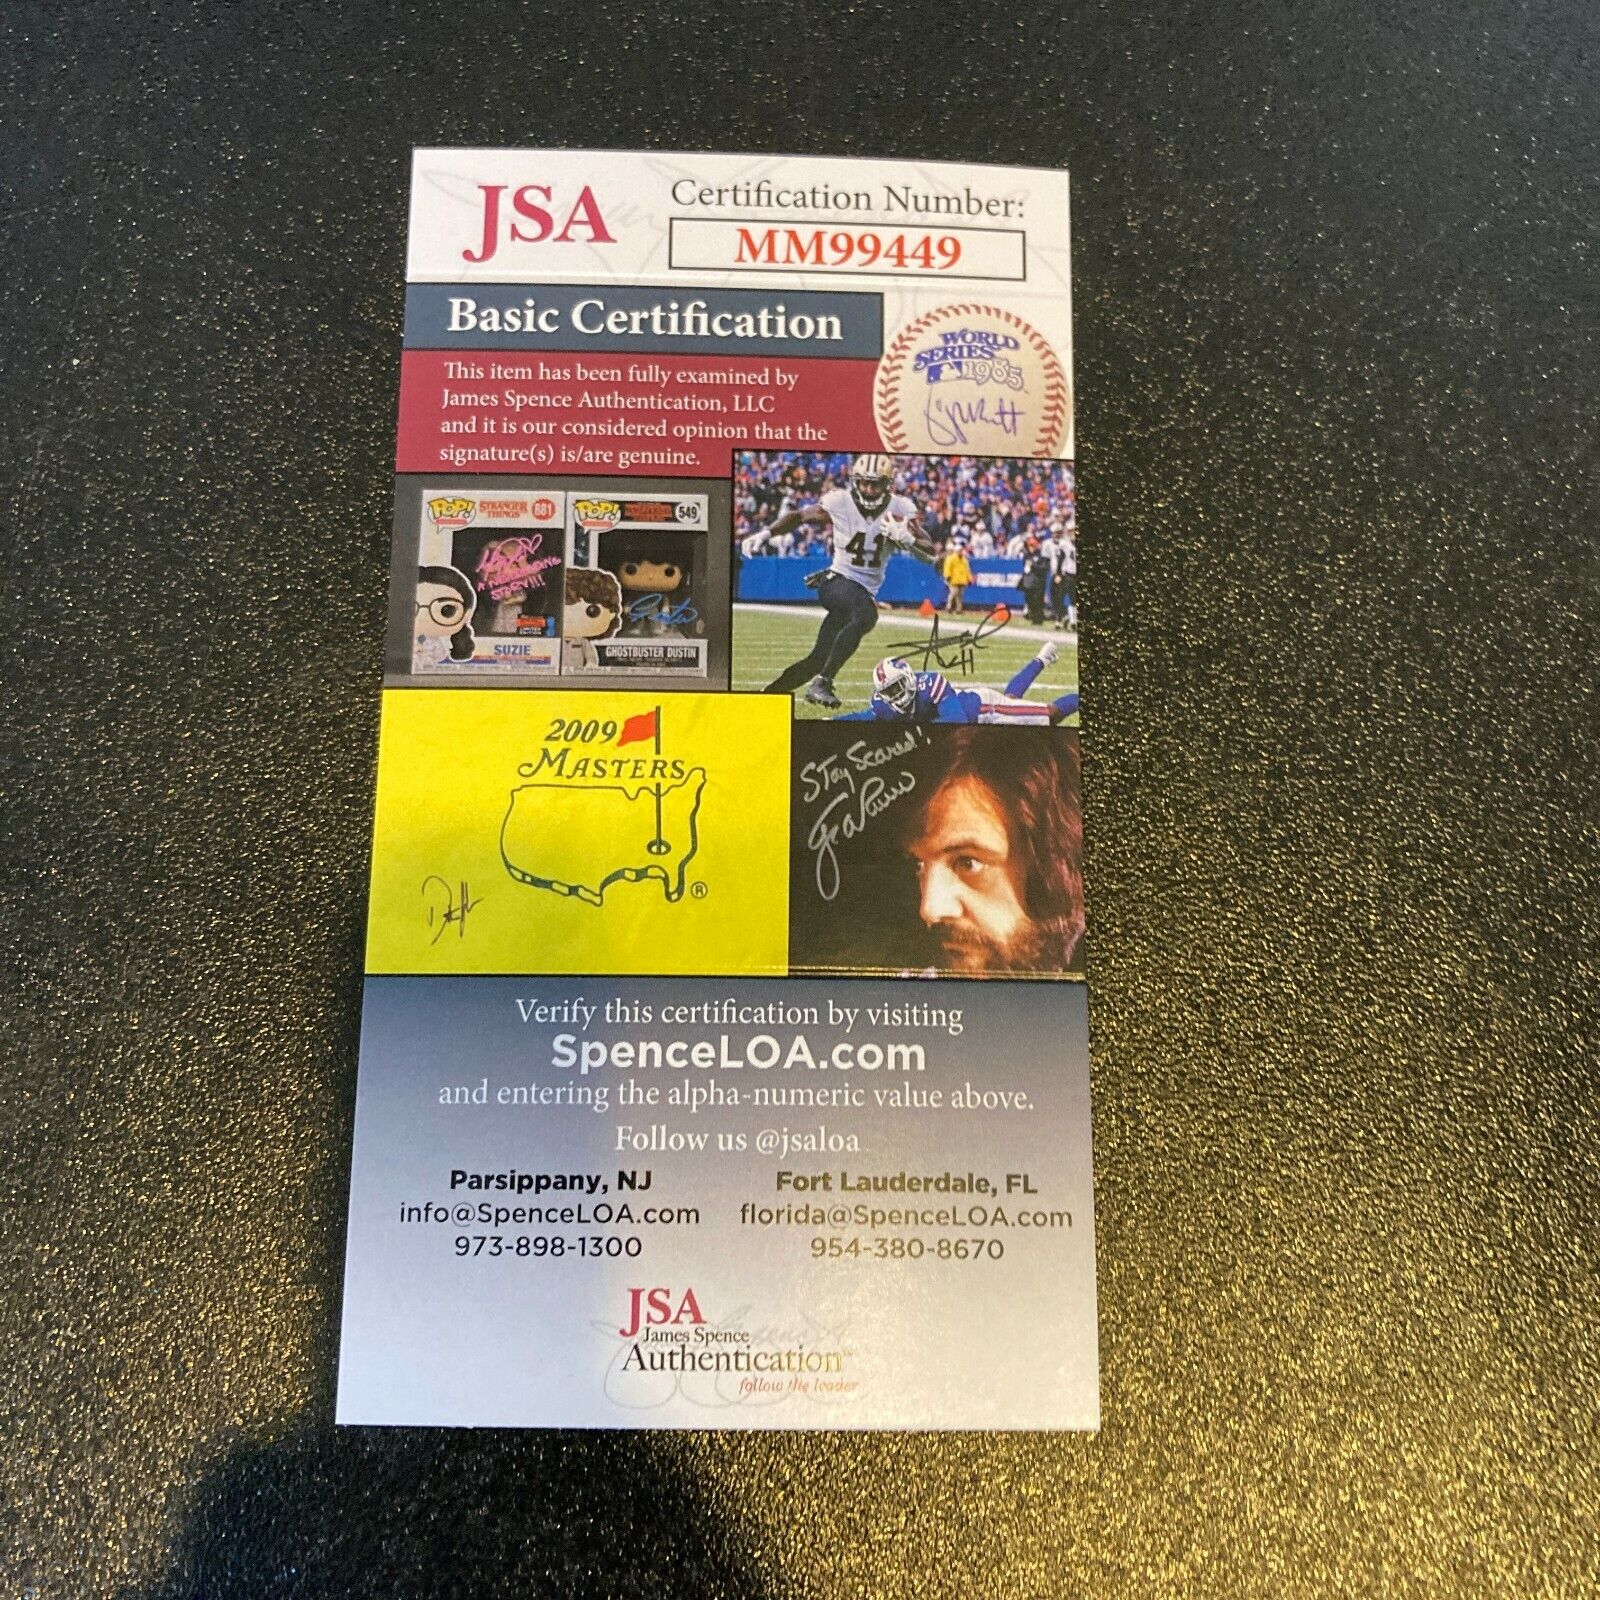 JSA
Certification Number:
MM99449
Basic Certification
This item has been fully examined by
James Spence Authentication, LLC
and it is our considered opinion that the
signature(s) is/are genuine.
WORLD
SERIES
1985
POP!
STRANGER
THINGS
881
A NEVERENDING
STORY!!!
SUZIE
POP!
549
GHOSTBUSTER DUSTIN
41
41
2009
MASTERS
®
Stay Scared!
Verify this certification by visiting
SpenceLOA.com
and entering the alpha-numeric value above.
Follow us @jsaloa
Parsippany, NJ
info@SpenceLOA.com
973-898-1300
Fort Lauderdale, FL
florida@SpenceLOA.com
954-380-8670
JSA
James Spence
Authentication
follow the leader